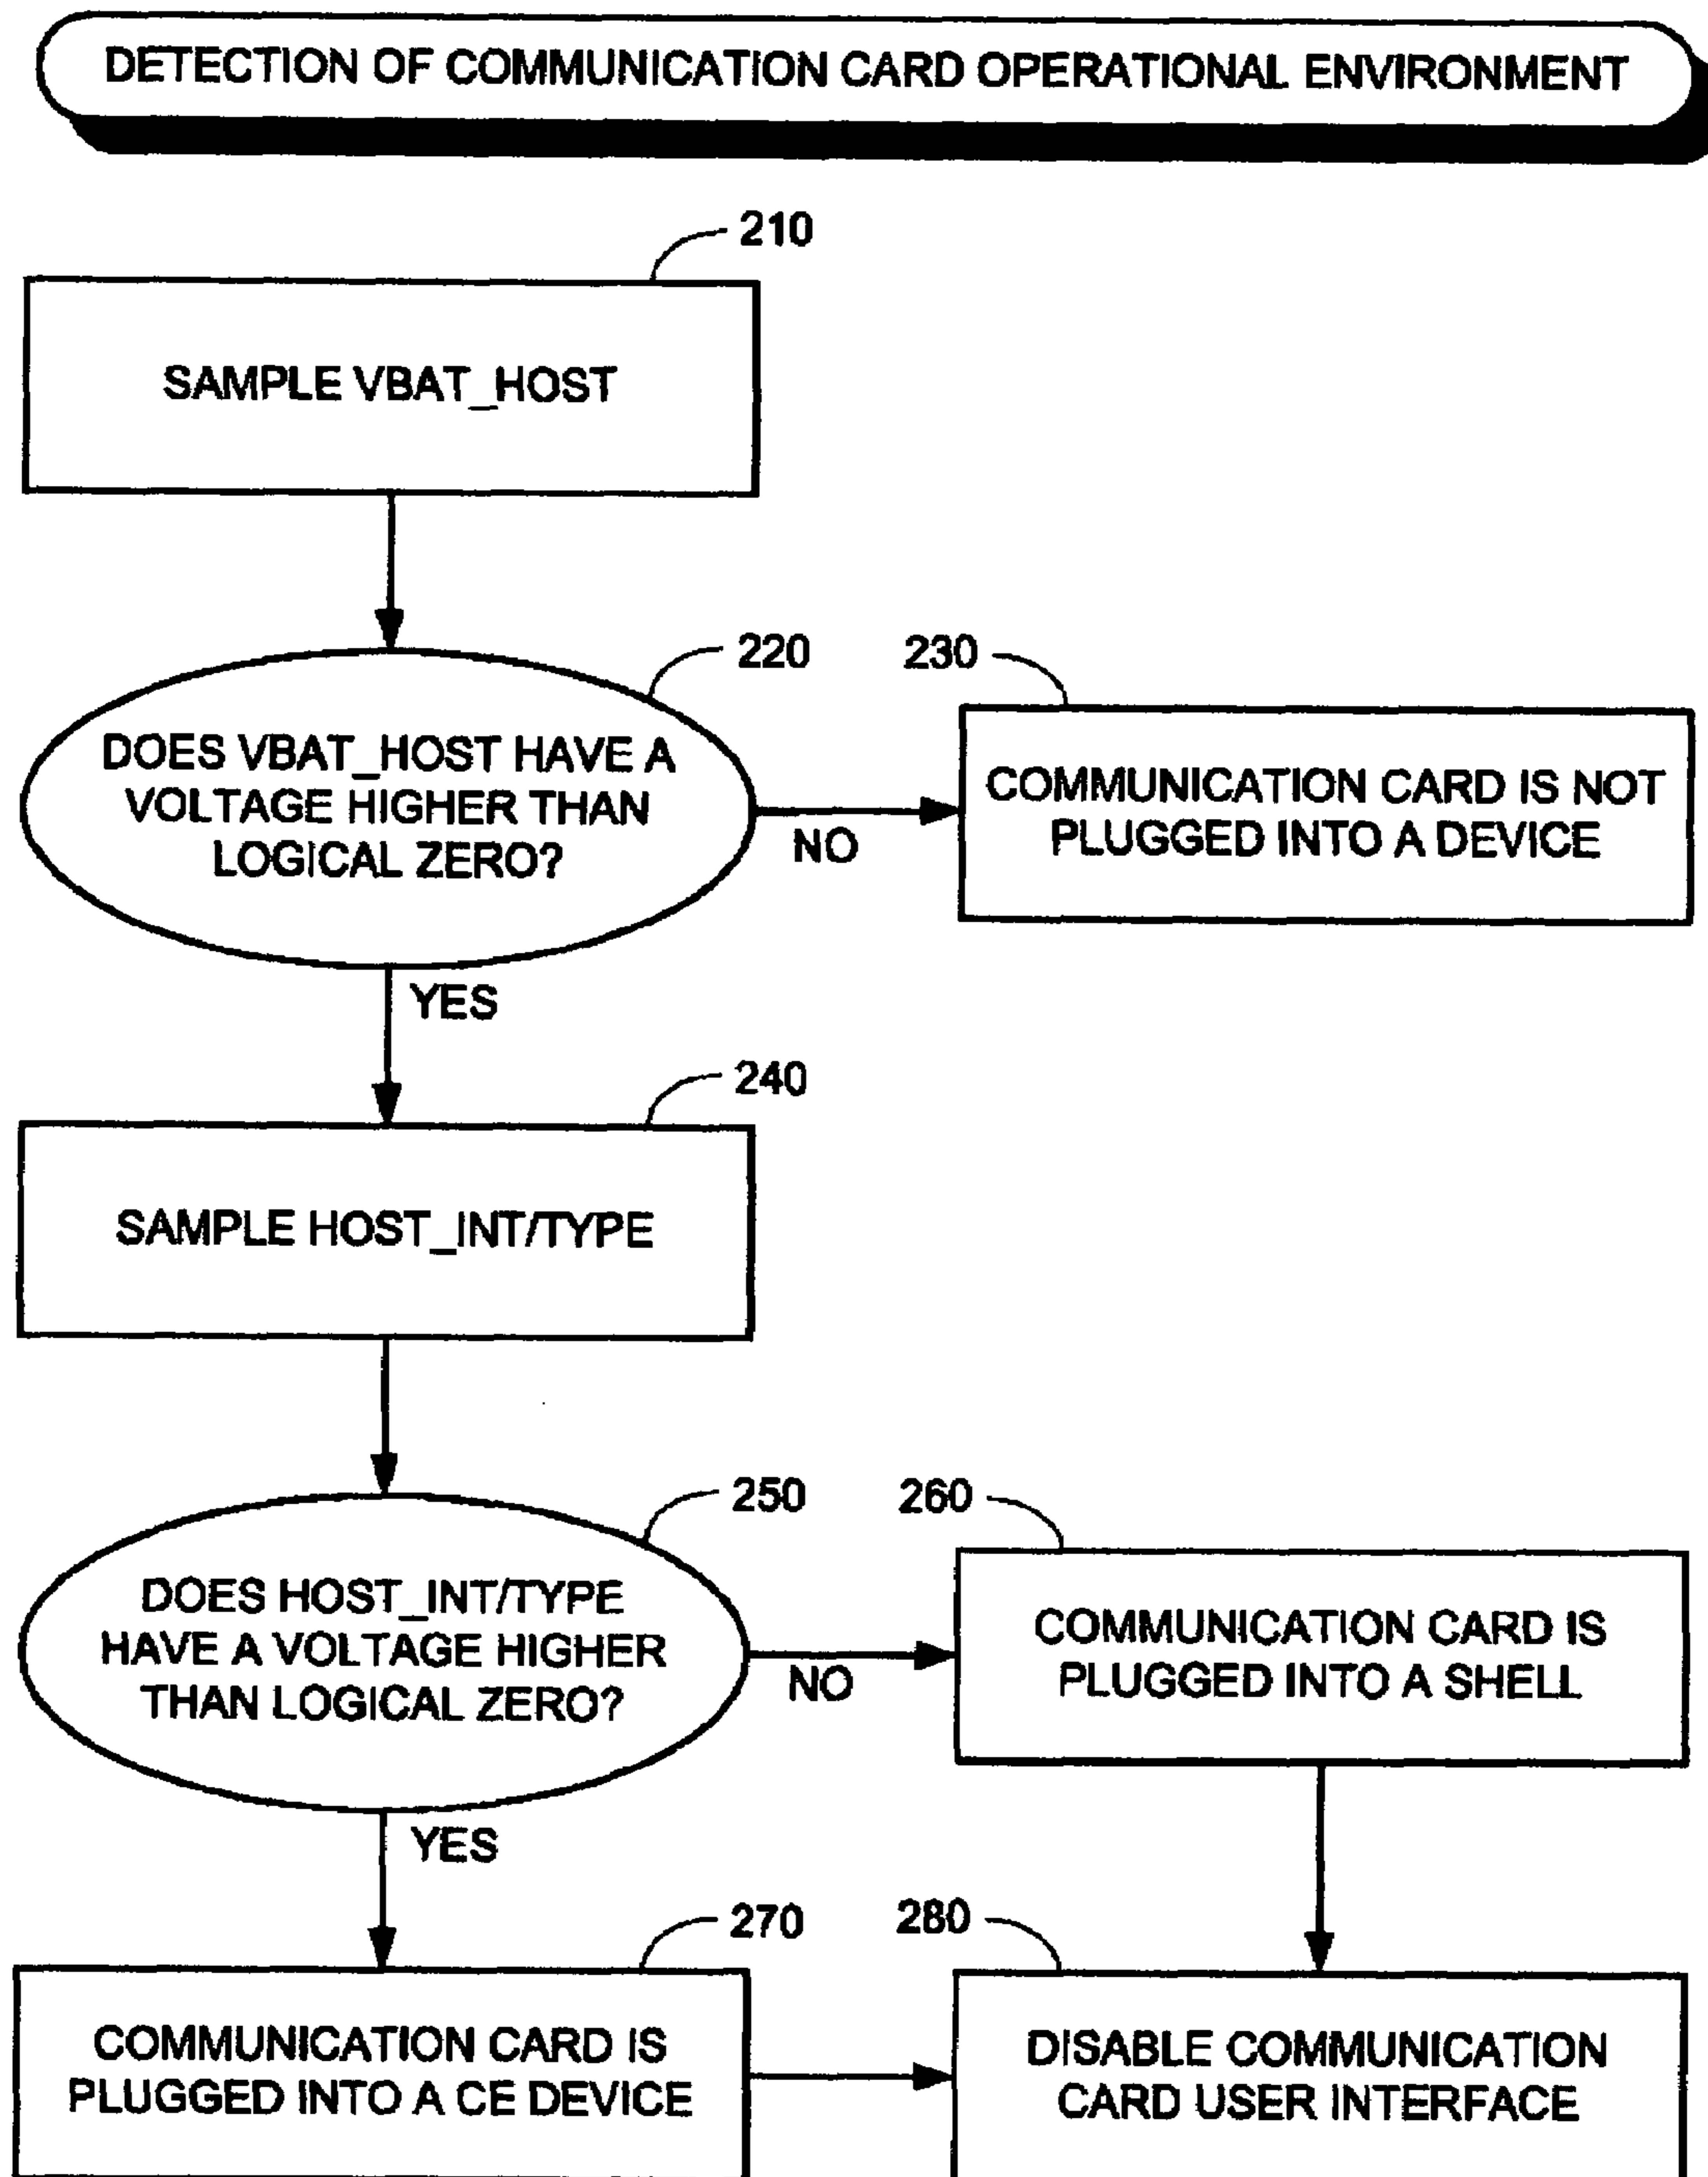 DETECTION OF COMMUNICATION CARD OPERATIONAL ENVIRONMENT
210
SAMPLE VBAT_HOST
220
DOES VBAT_HOST HAVE A
VOLTAGE HIGHER THAN
LOGICAL ZERO?
NO
YES
230
COMMUNICATION CARD IS NOT
PLUGGED INTO A DEVICE
240
SAMPLE HOST_INT/TYPE
250
DOES HOST_INT/TYPE
HAVE A VOLTAGE HIGHER
THAN LOGICAL ZERO?
NO
YES
260
COMMUNICATION CARD IS
PLUGGED INTO A SHELL
270
COMMUNICATION CARD IS
PLUGGED INTO A CE DEVICE
280
DISABLE COMMUNICATION
CARD USER INTERFACE